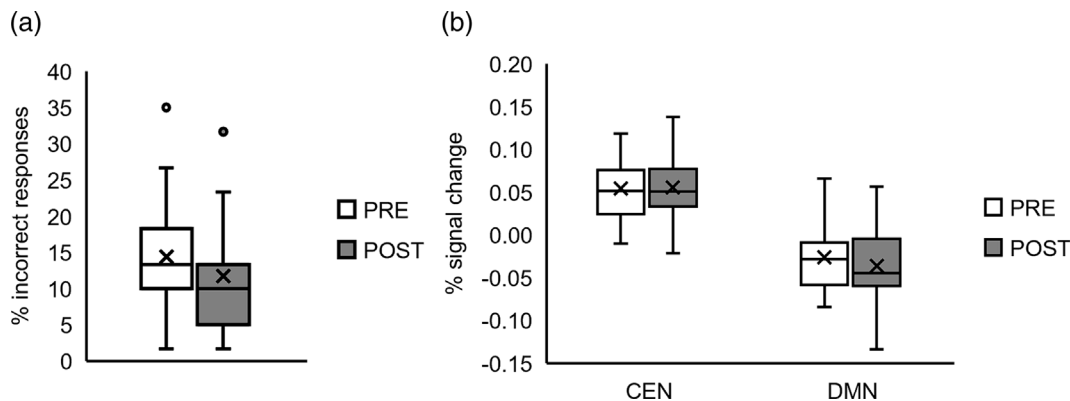 (a)
% incorrect responses
40
35
30
25
20
15
10
5
0
PRE
POST
(b)
% signal change
0.20
0.15
0.10
0.05
0.00
-0.05
-0.10
-0.15
CEN
DMN
PRE
POST